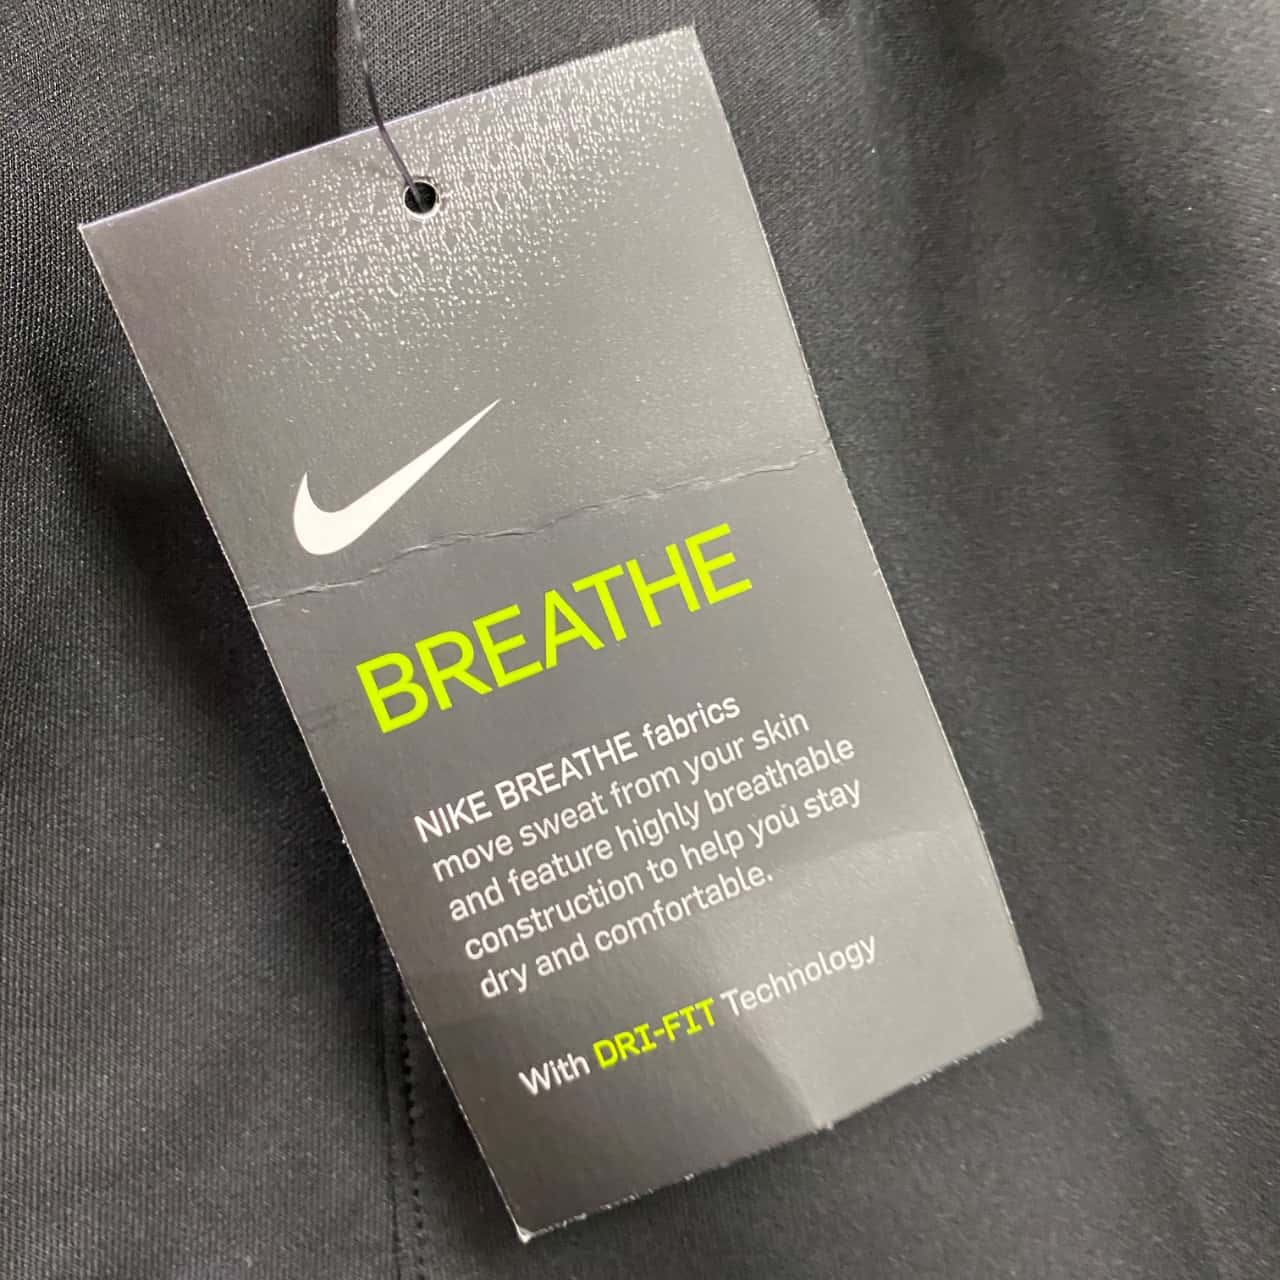 BREATHE
NIKE BREATHE fabrics
move sweat from your skin
and feature highly breathable
construction to help you stay
dry and comfortable.
With DRI-FIT Technology